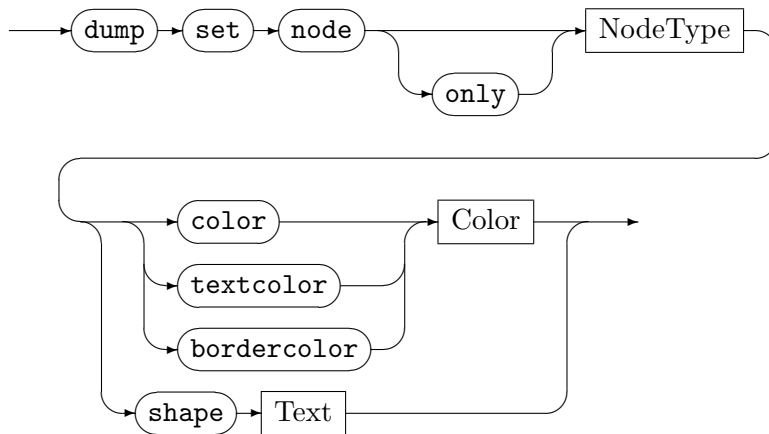 dump set node NodeType
only
color Color
textcolor
bordercolor
shape Text